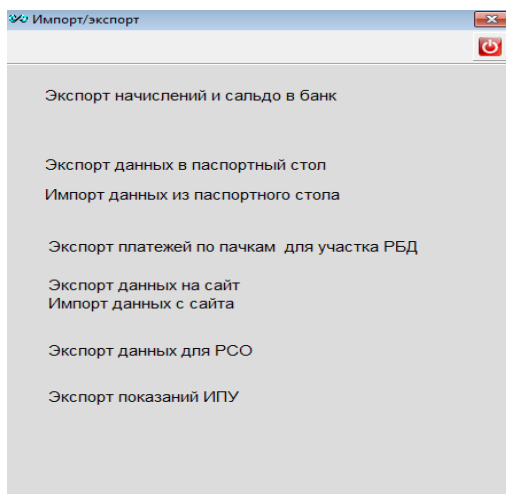 Импорт/экспорт
Экспорт начислений и сальдо в банк
Экспорт данных в паспортный стол
Импорт данных из паспортного стола
Экспорт платежей по пачкам для участка РБД
Экспорт данных на сайт
Импорт данных с сайта
Экспорт данных для РСО
Экспорт показаний ИПУ